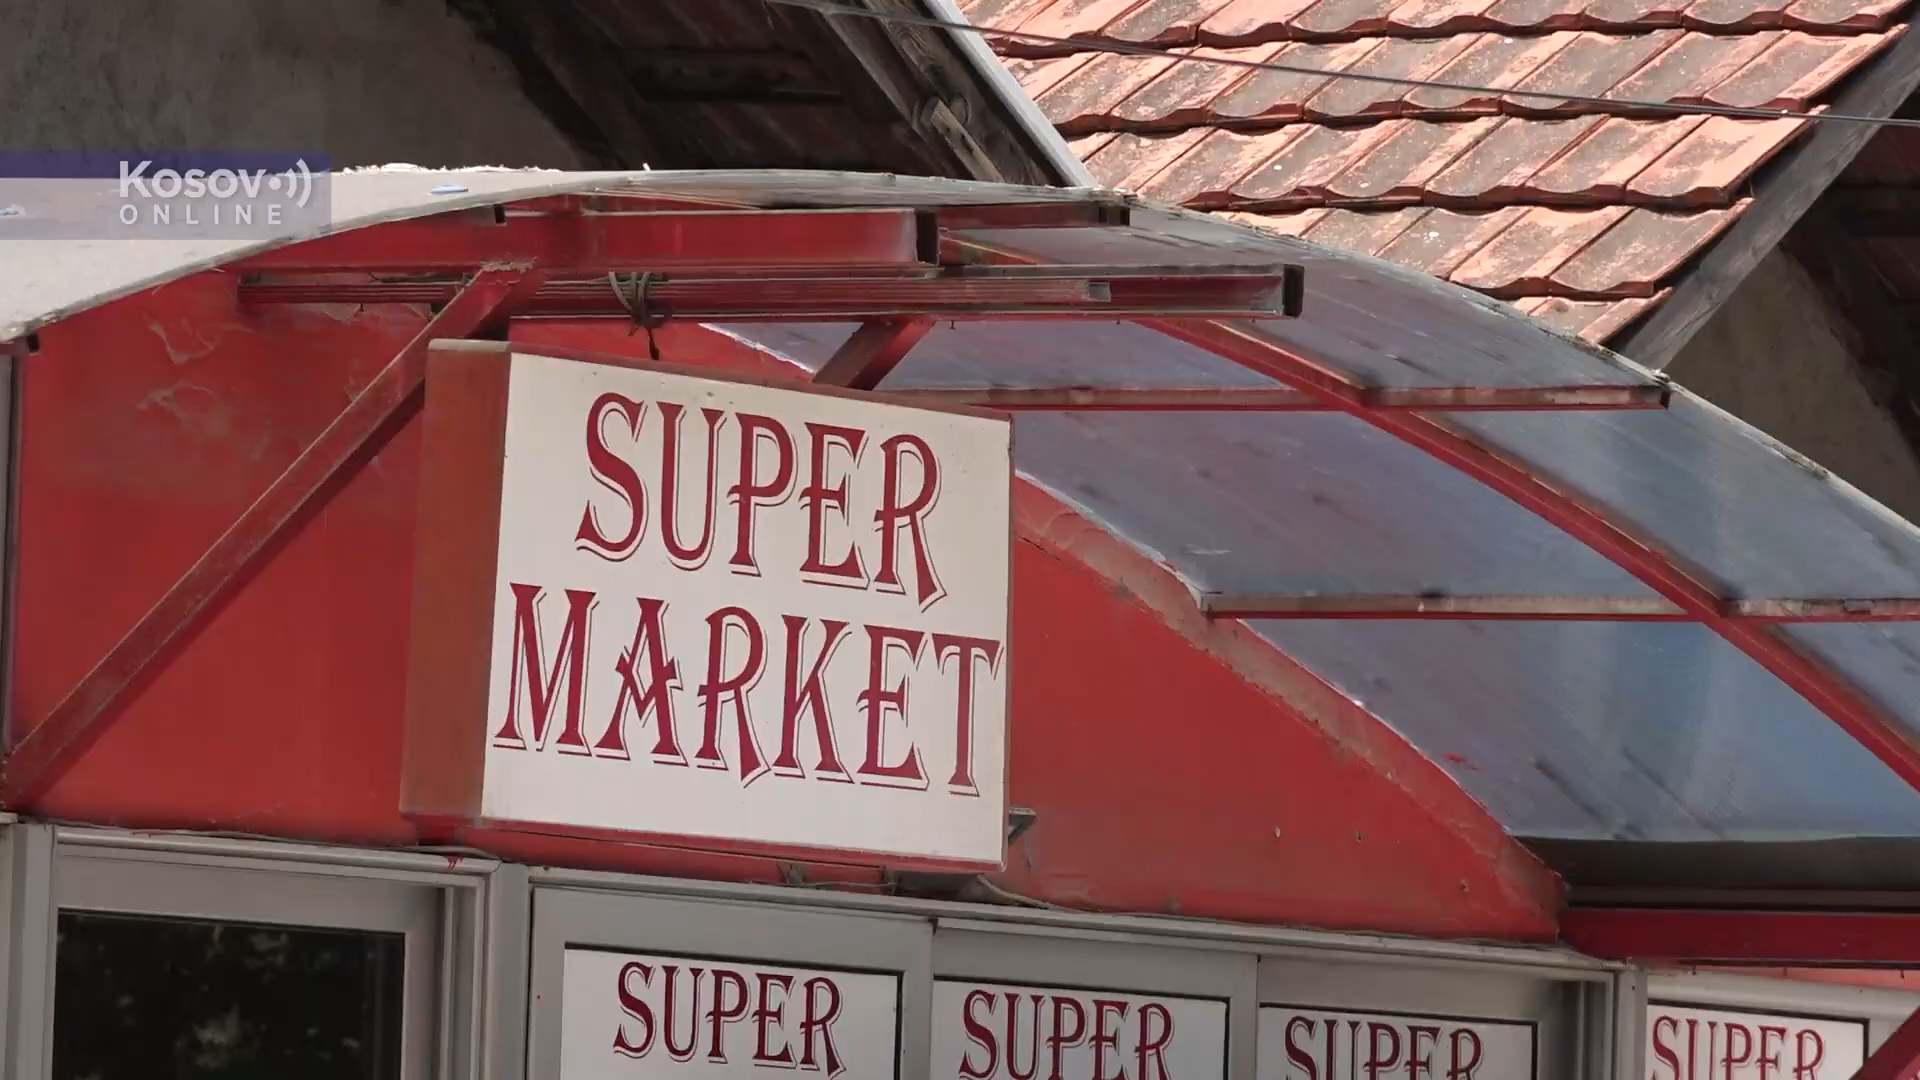 Kosovo
ONLINE
SUPER
MARKET
SUPER
SUPER
SUPER
SUPER